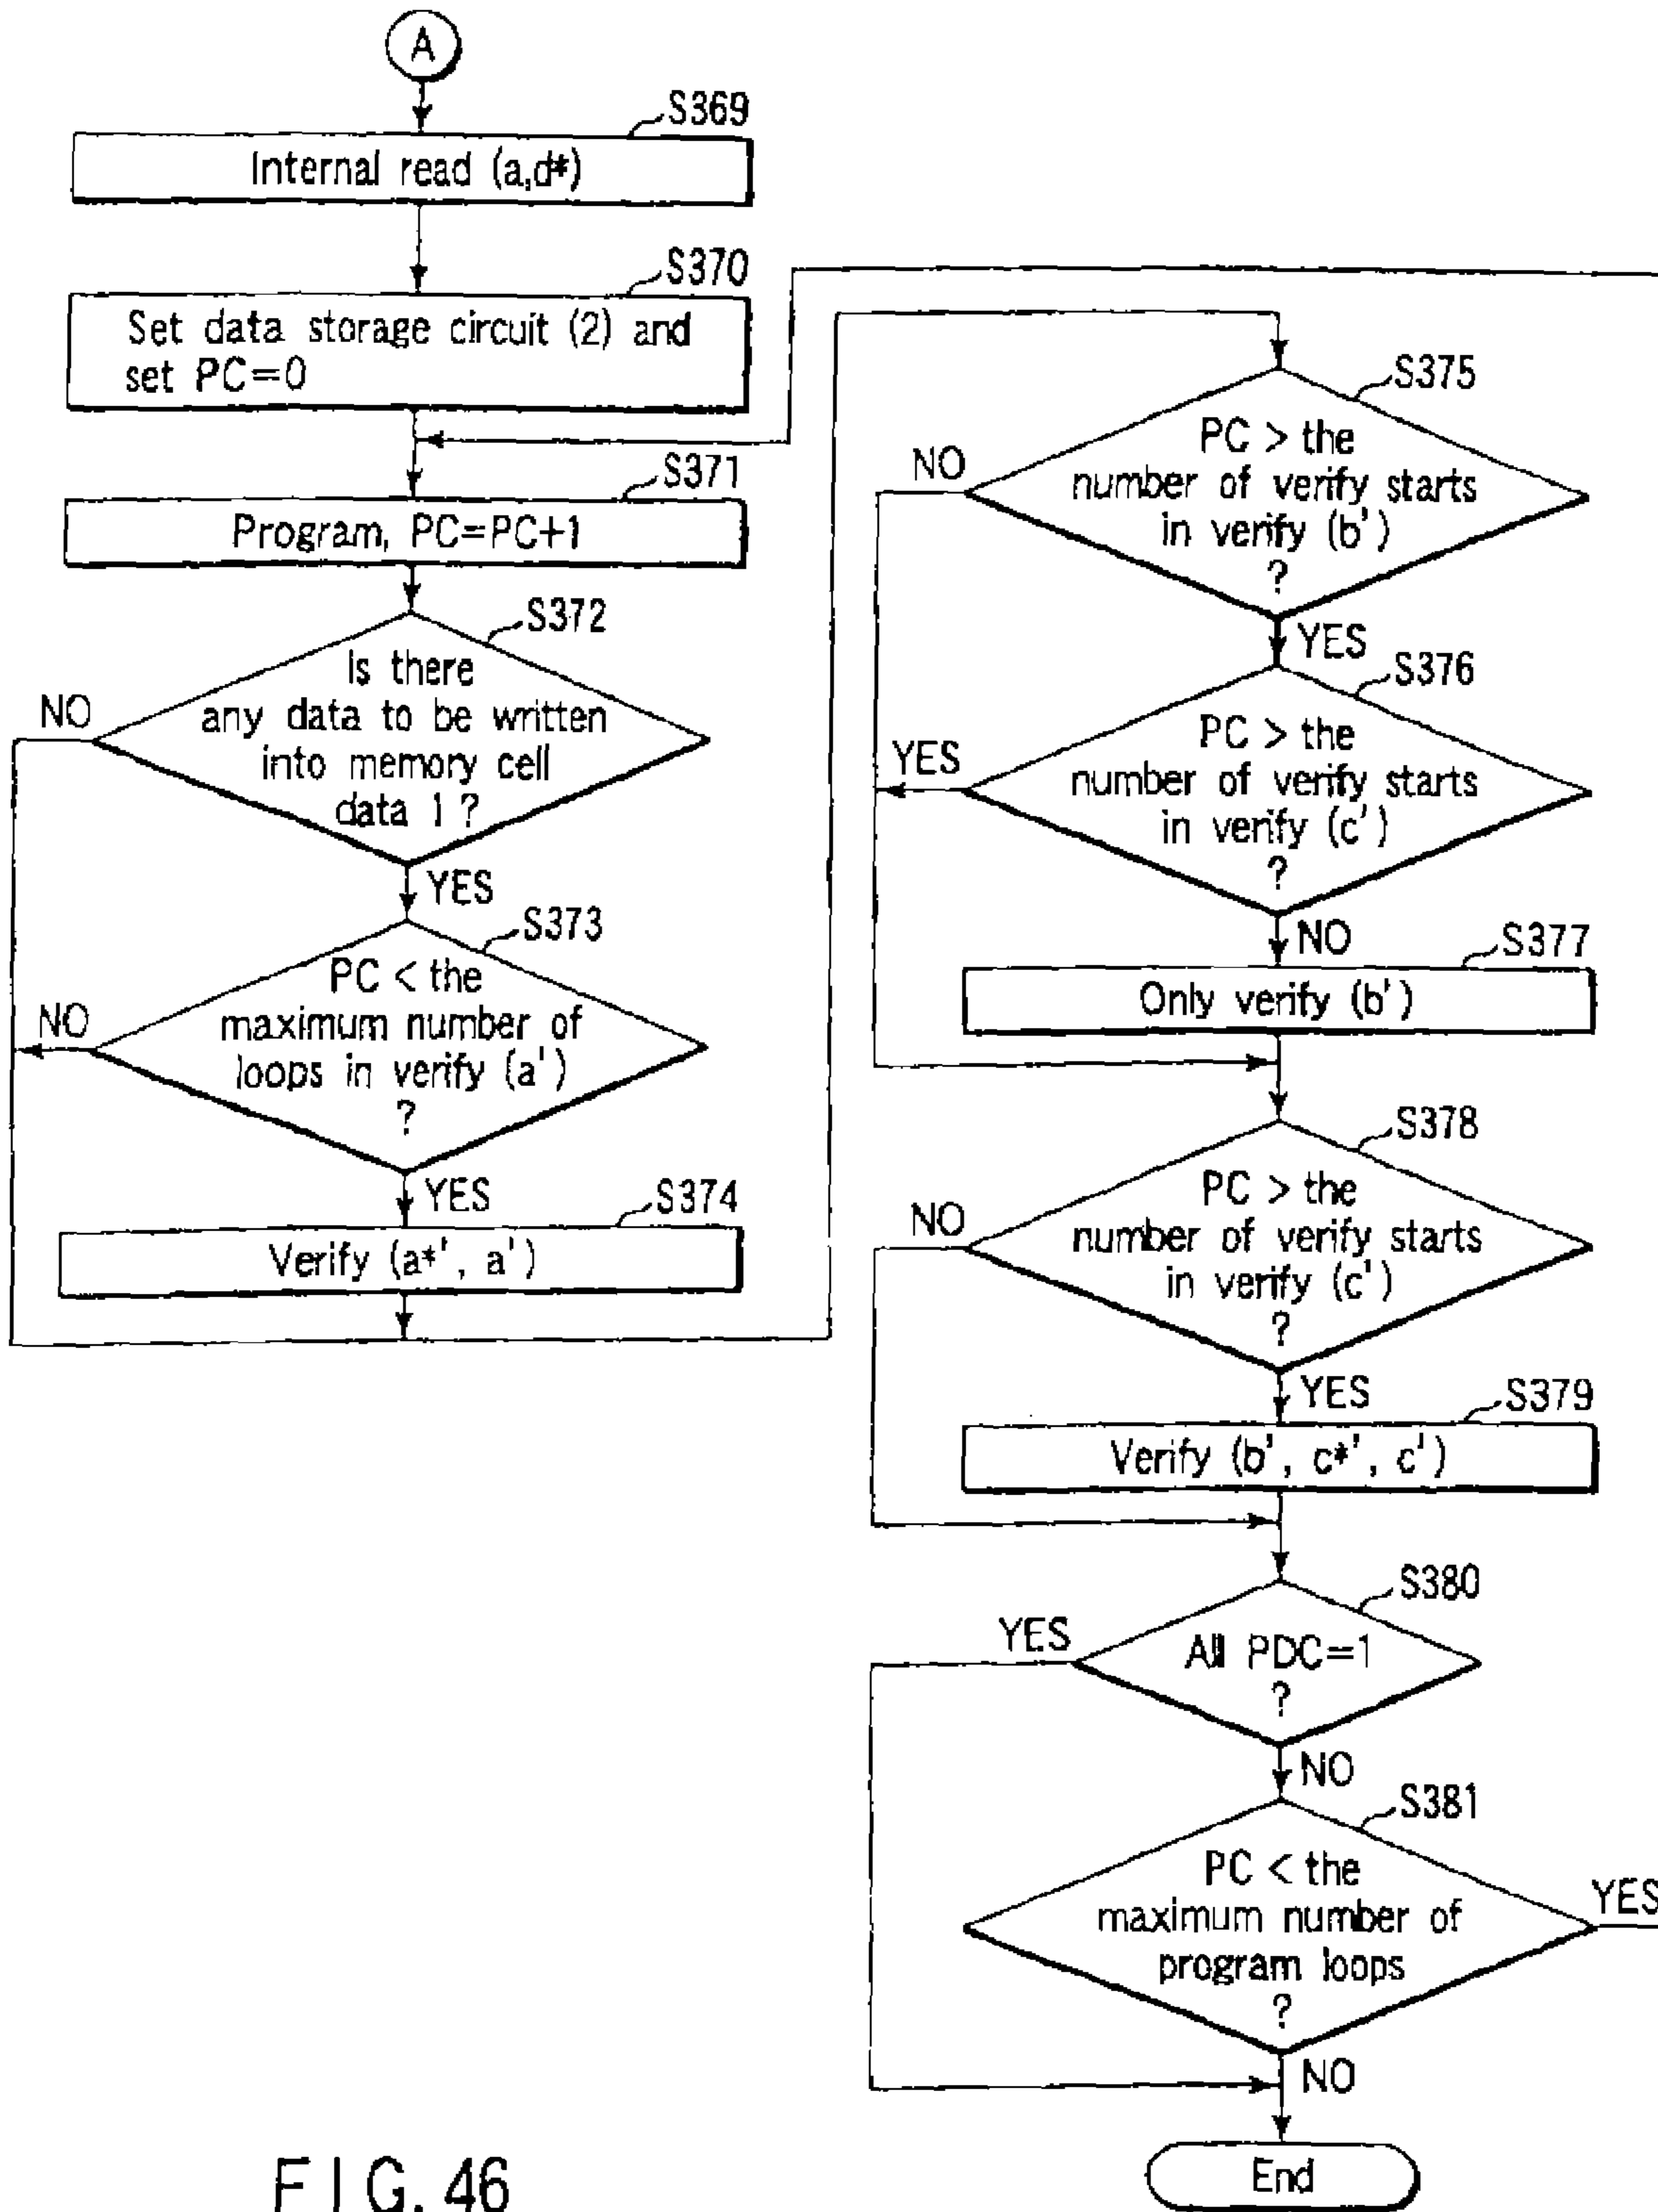 A
S369
Internal read (a,d*)
S370
Set data storage circuit (2) and
set PC=0
S371
Program, PC=PC+1
S372
Is there
any data to be written
into memory cell
data 1?
NO
YES
S373
PC < the
maximum number of
loops in verify (a')
?
NO
YES
S374
Verify (a*', a')
S375
PC > the
number of verify starts
in verify (b')
?
NO
YES
S376
PC > the
number of verify starts
in verify (c')
?
YES
NO
S377
Only verify (b')
S378
PC > the
number of verify starts
in verify (c')
?
NO
YES
S379
Verify (b', c*', c')
S380
All PDC=1
?
YES
NO
S381
PC < the
maximum number of
program loops
?
YES
NO
End
FIG. 46